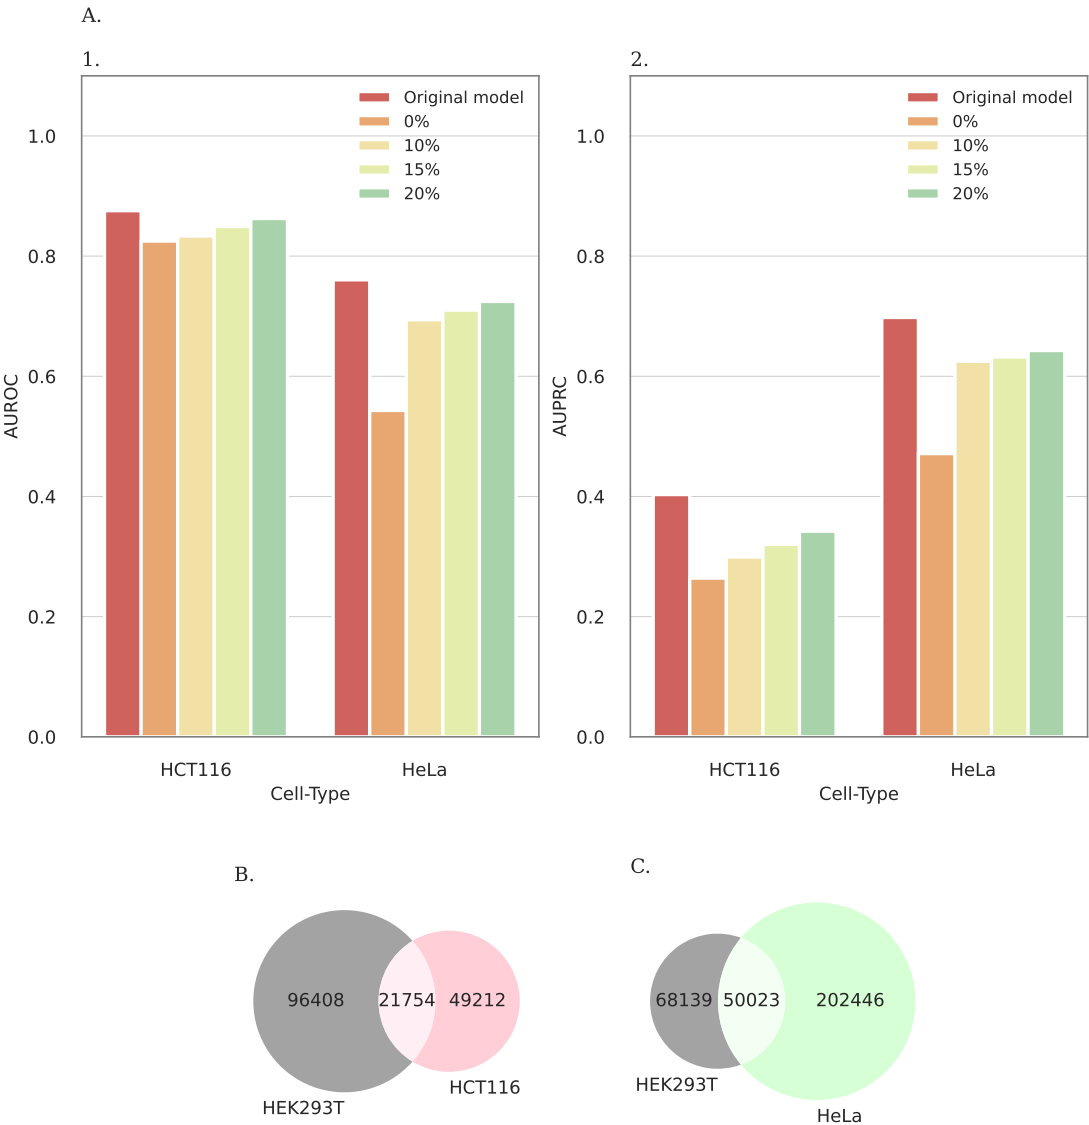 A.
1.
AUROC
1.0
0.8
0.6
0.4
0.2
0.0
Original model
0%
10%
15%
20%
HCT116
HeLa
Cell-Type
2.
AUPRC
1.0
0.8
0.6
0.4
0.2
0.0
Original model
0%
10%
15%
20%
HCT116
HeLa
Cell-Type
B.
96408
21754
49212
HCT116
HEK293T
C.
68139
50023
202446
HEK293T
HeLa